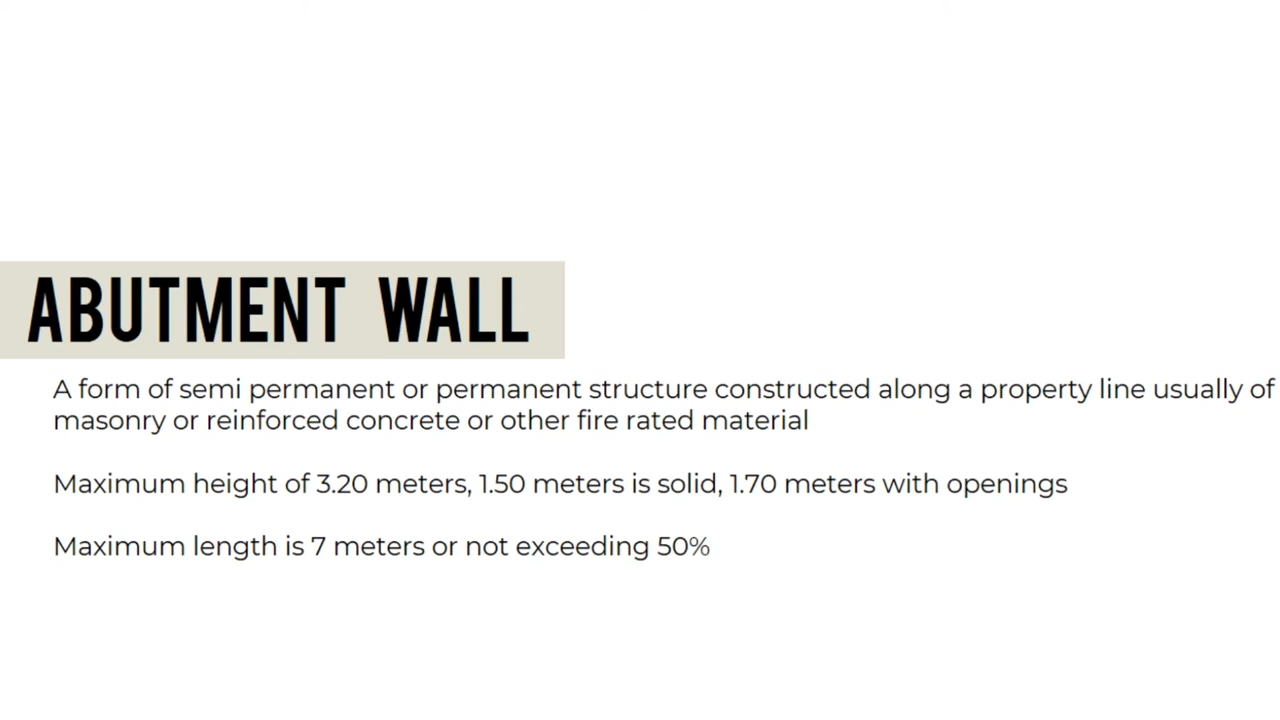 ABUTMENT WALL
A form of semi permanent or permanent structure constructed along a property line usually of
masonry or reinforced concrete or other fire rated material
Maximum height of 3.20 meters, 1.50 meters is solid, 1.70 meters with openings
Maximum length is 7 meters or not exceeding 50%